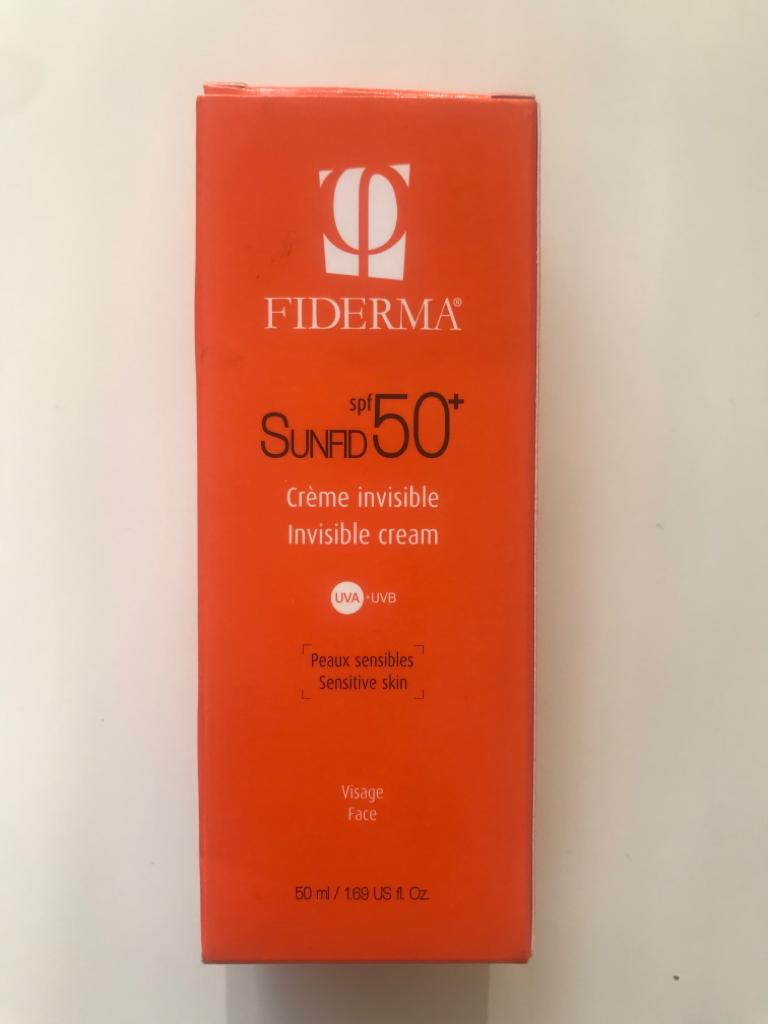 FIDERMA®
spf
SUNFID 50+
Crème invisible
Invisible cream
UVA + UVB
Peaux sensibles
Sensitive skin
Visage
Face
50 ml / 1.69 US fl. Oz.